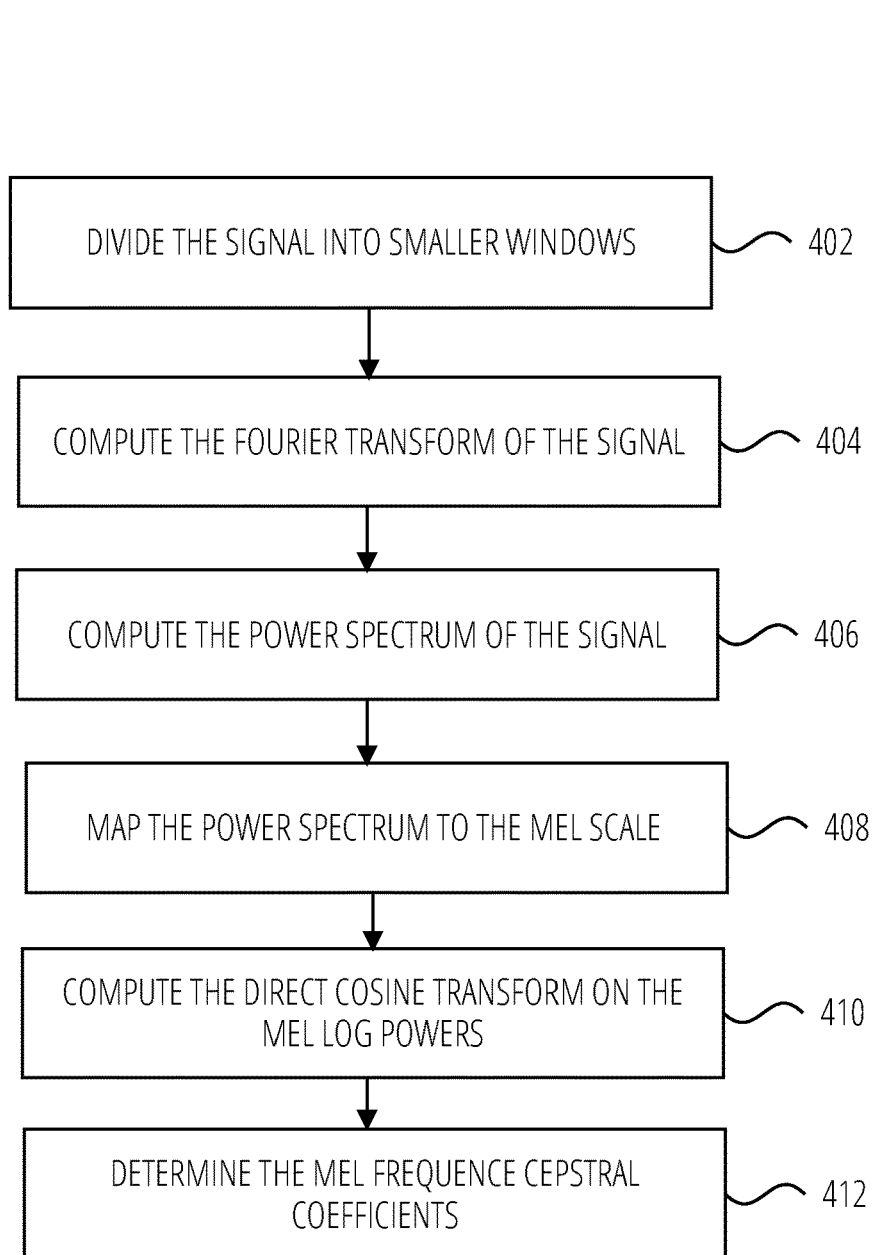 DIVIDE THE SIGNAL INTO SMALLER WINDOWS
402
COMPUTE THE FOURIER TRANSFORM OF THE SIGNAL
404
COMPUTE THE POWER SPECTRUM OF THE SIGNAL
406
MAP THE POWER SPECTRUM TO THE MEL SCALE
408
COMPUTE THE DIRECT COSINE TRANSFORM ON THE
MEL LOG POWERS
410
DETERMINE THE MEL FREQUENCE CEPSTRAL
COEFFICIENTS
412